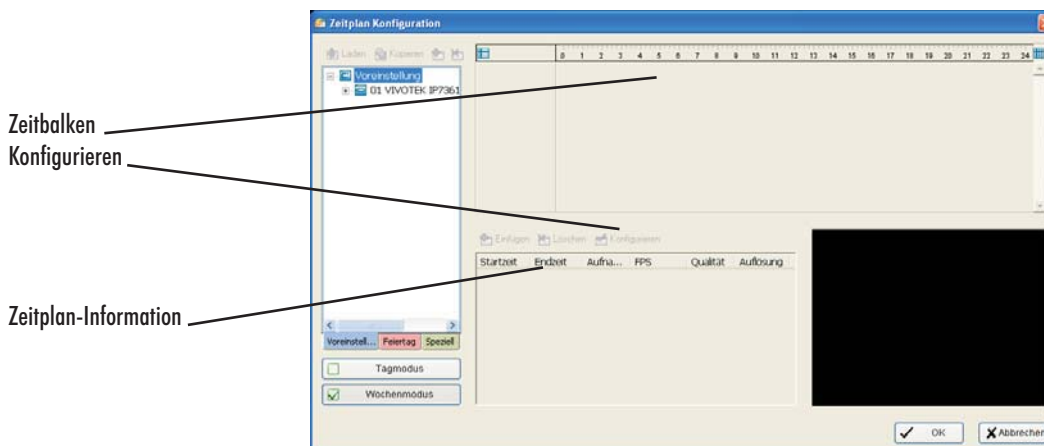 Zeitplan Konfiguration
Laden Kopieren
0 1 2 3 4 5 6 7 8 9 10 11 12 13 14 15 16 17 18 19 20 21 22 23 24
Voreinstellung
01 VIVOTEK IP7361
Zeitbalken
Konfigurieren
Einfügen Löschen Konfigurieren
Startzeit Endzeit Aufna... FPS Qualität Auflösung
Zeitplan-Information
Voreinstell... Feiertag Speziell
Tagmodus
Wochenmodus
OK Abbrechen